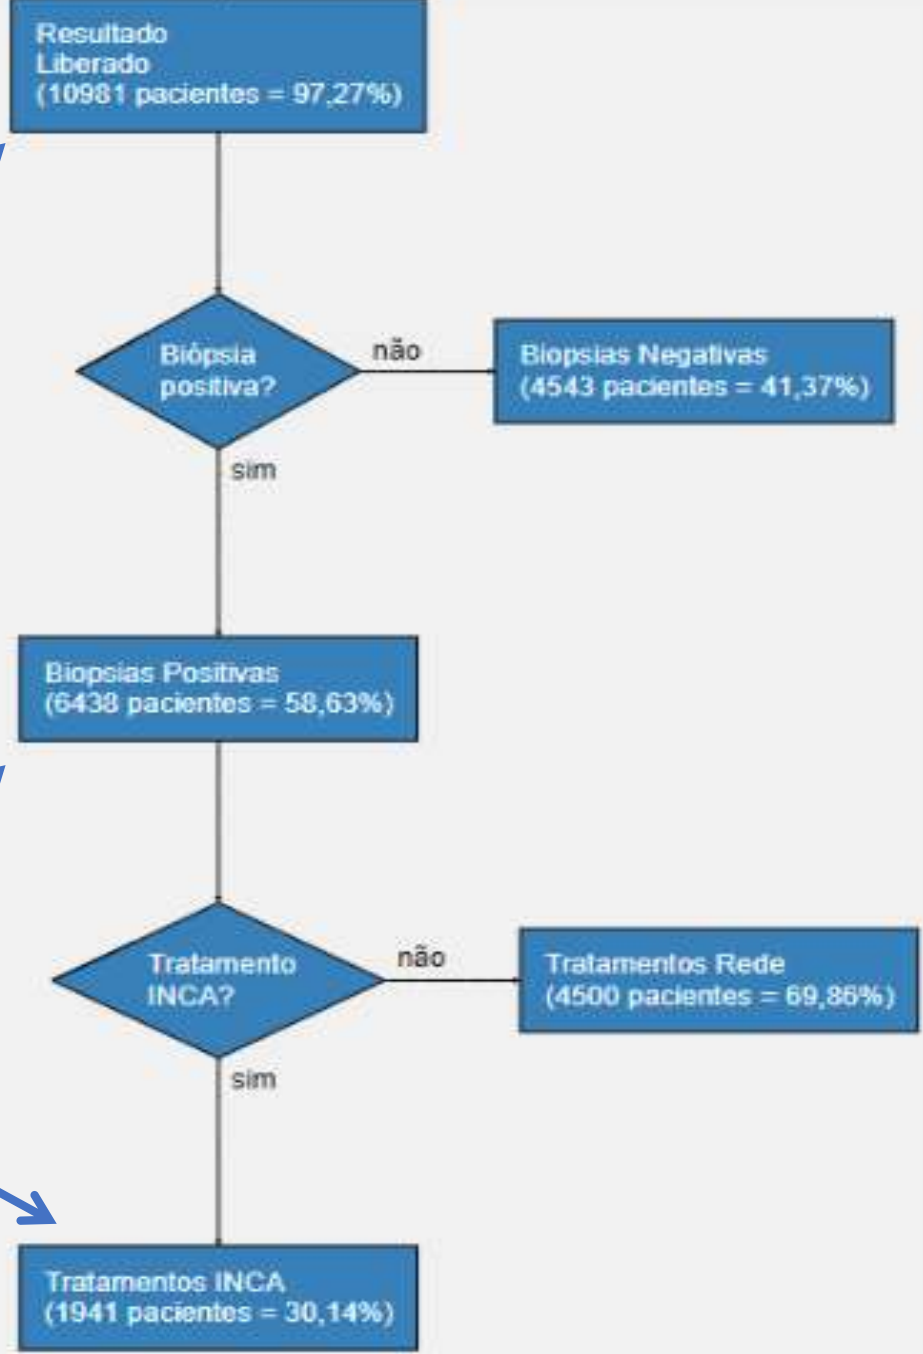 Resultado
Liberado
(10981 pacientes = 97,27%)
Biópsia
positiva?
não
Biopsias Negativas
(4543 pacientes = 41,37%)
sim
Biopsias Positivas
(6438 pacientes = 58,63%)
Tratamento
INCA?
não
Tratamentos Rede
(4500 pacientes = 69,86%)
sim
Tratamentos INCA
(1941 pacientes = 30,14%)